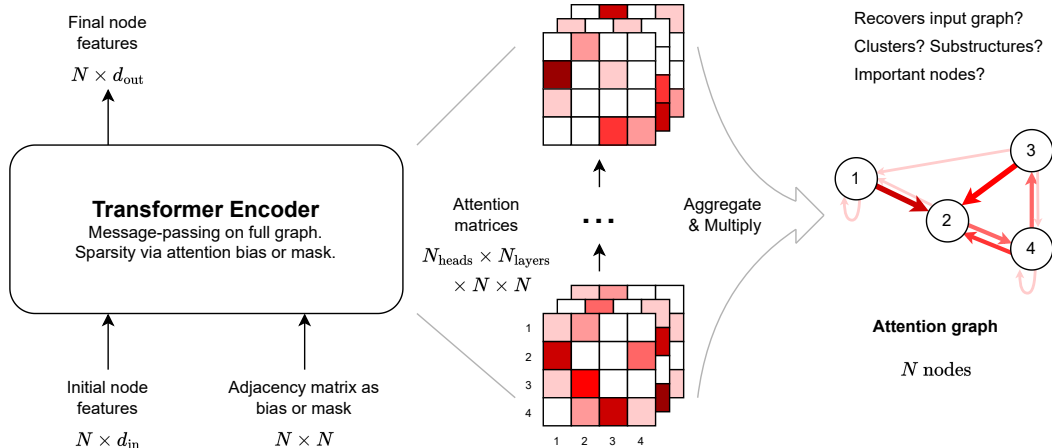 Final node
features
N × d_out
Transformer Encoder
Message-passing on full graph.
Sparsity via attention bias or mask.
Initial node
features
N × d_in
Adjacency matrix as
bias or mask
N × N
Attention
matrices
N_heads × N_layers
× N × N
...
1
2
3
4
1 2 3 4
Aggregate
& Multiply
Recovers input graph?
Clusters? Substructures?
Important nodes?
1
3
2
4
Attention graph
N nodes